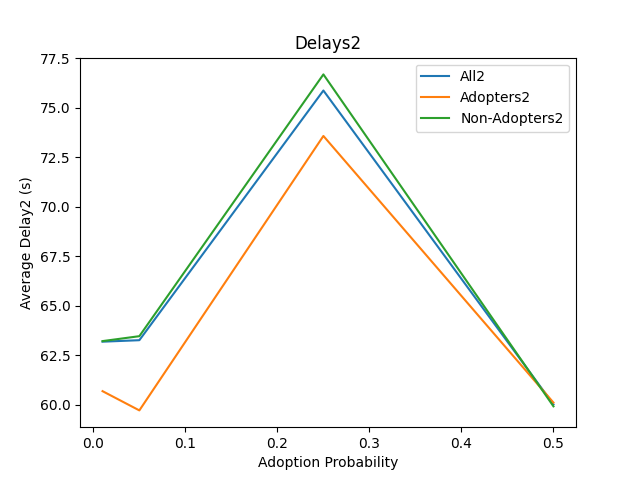 Delays2
All2
Adopters2
Non-Adopters2
Average Delay2 (s)
77.5
75.0
72.5
70.0
67.5
65.0
62.5
60.0
0.0 0.1 0.2 0.3 0.4 0.5
Adoption Probability